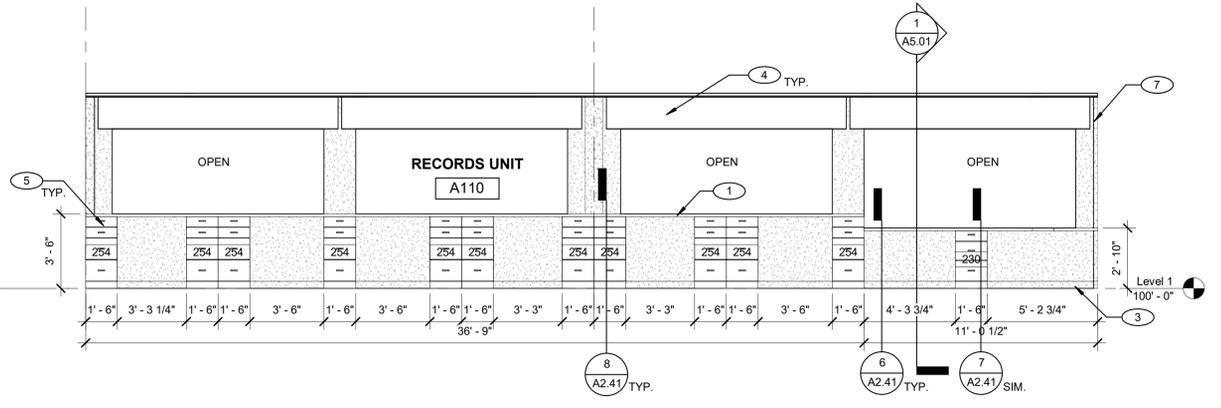 1
A5.01
4
TYP.
7
OPEN
RECORDS UNIT
A110
OPEN
OPEN
5
TYP.
1
3' - 6"
254
254
254
254
254
254
254
254
254
254
254
230
2' - 10"
Level 1
100' - 0"
1' - 6"
3' - 3 1/4"
1' - 6"
1' - 6"
3' - 6"
1' - 6"
3' - 6"
1' - 6"
1' - 6"
3' - 3"
1' - 6"
1' - 6"
3' - 3"
1' - 6"
1' - 6"
3' - 6"
1' - 6"
4' - 3 3/4"
1' - 6"
5' - 2 3/4"
3
36' - 9"
11' - 0 1/2"
8
A2.41
TYP.
6
A2.41
TYP.
7
A2.41
SIM.